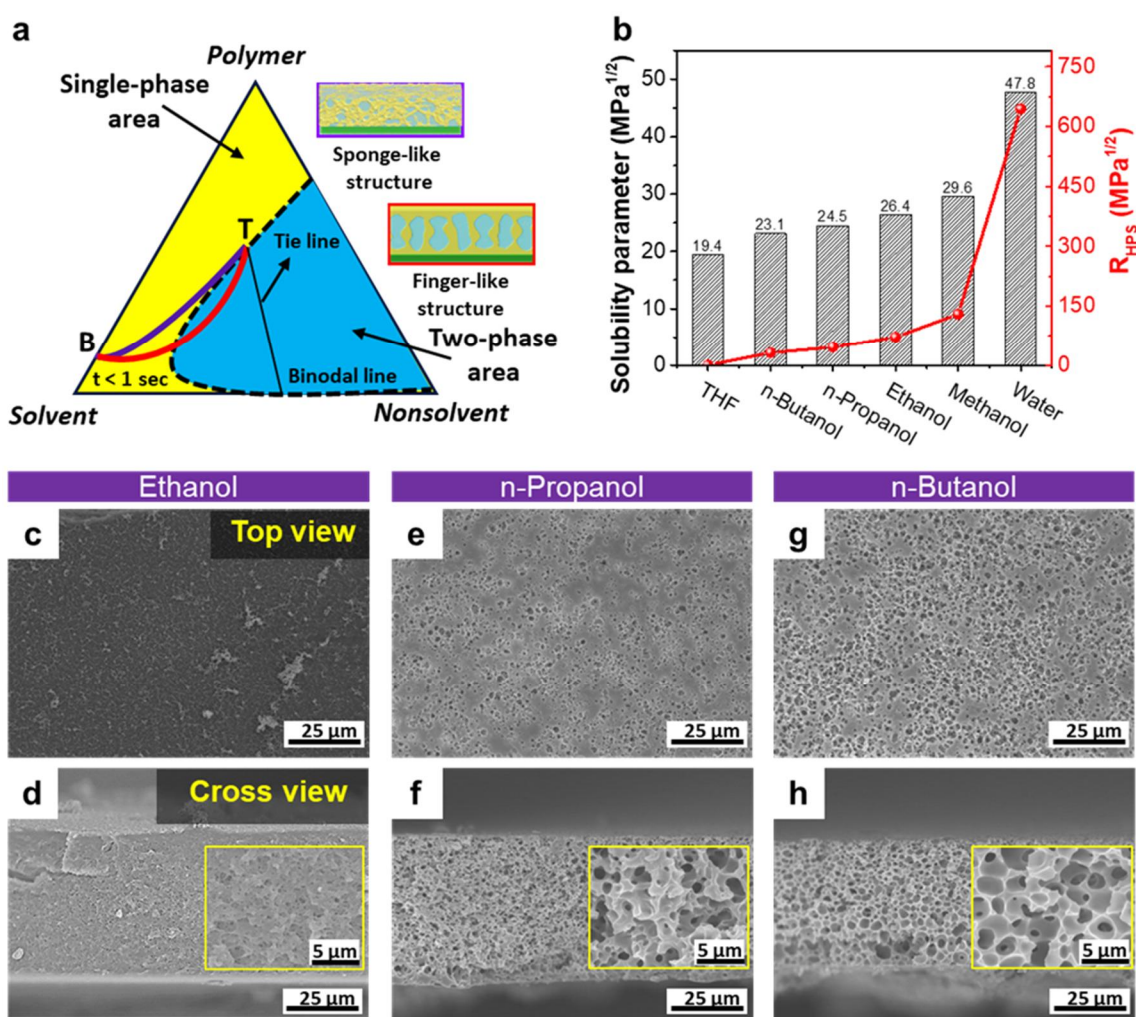 a
Polymer
Single-phase
area
Sponge-like
structure
T
Tie line
Finger-like
structure
B
Two-phase
area
t < 1 sec
Binodal line
Solvent
Nonsolvent
b
Solubility parameter (MPa1/2)
50
40
30
20
10
0
19.4
23.1
24.5
26.4
29.6
47.8
750
600
450
300
150
0
RHPS (MPa1/2)
THF
n-Butanol
n-Propanol
Ethanol
Methanol
Water
Ethanol
n-Propanol
n-Butanol
c
Top view
25 µm
e
25 µm
g
25 µm
d
Cross view
5 µm
25 µm
f
5 µm
25 µm
h
5 µm
25 µm